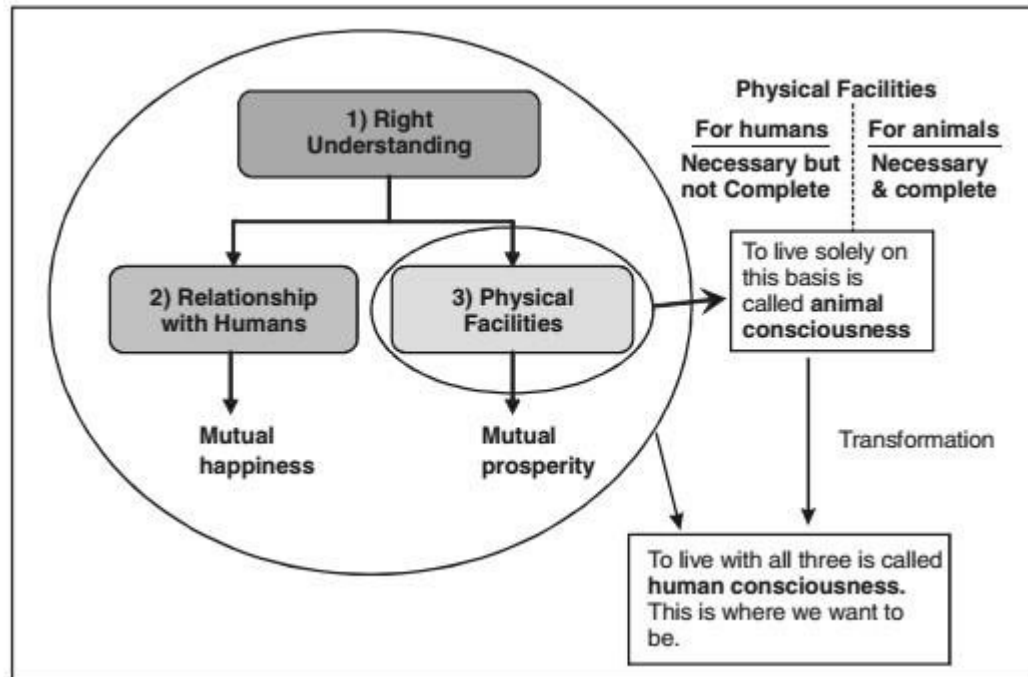 1) Right
Understanding
2) Relationship
with Humans
3) Physical
Facilities
Mutual
happiness
Mutual
prosperity
Physical Facilities
For humans
Necessary but
not Complete
For animals
Necessary
& complete
To live solely on
this basis is
called animal
consciousness
Transformation
To live with all three is called
human consciousness.
This is where we want to
be.